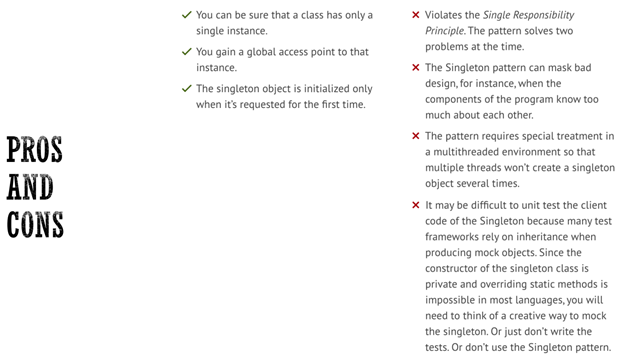 PROS
AND
CONS
✓ You can be sure that a class has only a
single instance.
✓ You gain a global access point to that
instance.
✓ The singleton object is initialized only
when it's requested for the first time.
✕ Violates the Single Responsibility
Principle. The pattern solves two
problems at the time.
✕ The Singleton pattern can mask bad
design, for instance, when the
components of the program know too
much about each other.
✕ The pattern requires special treatment in
a multithreaded environment so that
multiple threads won't create a singleton
object several times.
✕ It may be difficult to unit test the client
code of the Singleton because many test
frameworks rely on inheritance when
producing mock objects. Since the
constructor of the singleton class is
private and overriding static methods is
impossible in most languages, you will
need to think of a creative way to mock
the singleton. Or just don't write the
tests. Or don't use the Singleton pattern.